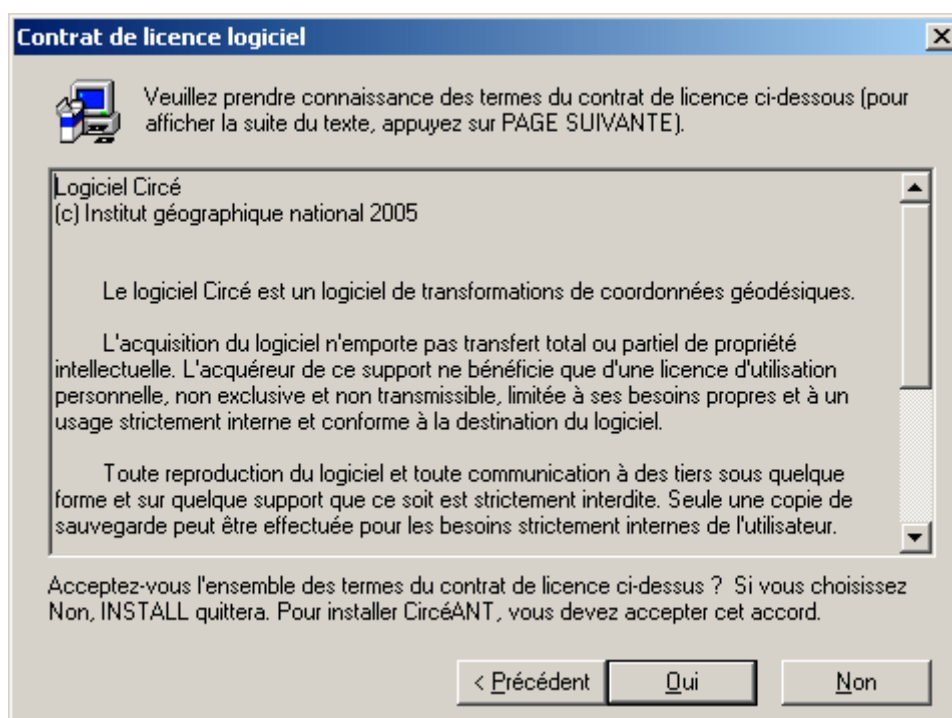 Contrat de licence logiciel
Veuillez prendre connaissance des termes du contrat de licence ci-dessous (pour
afficher la suite du texte, appuyez sur PAGE SUIVANTE).
Logiciel Circé
(c) Institut géographique national 2005
Le logiciel Circé est un logiciel de transformations de coordonnées géodésiques.
L'acquisition du logiciel n'emporte pas transfert total ou partiel de propriété
intellectuelle. L'acquéreur de ce support ne bénéficie que d'une licence d'utilisation
personnelle, non exclusive et non transmissible, limitée à ses besoins propres et à un
usage strictement interne et conforme à la destination du logiciel.
Toute reproduction du logiciel et toute communication à des tiers sous quelque
forme et sur quelque support que ce soit est strictement interdite. Seule une copie de
sauvegarde peut être effectuée pour les besoins strictement internes de l'utilisateur.
Acceptez-vous l'ensemble des termes du contrat de licence ci-dessus ? Si vous choisissez
Non, INSTALL quittera. Pour installer CircéANT, vous devez accepter cet accord.
< Précédent
Oui
Non